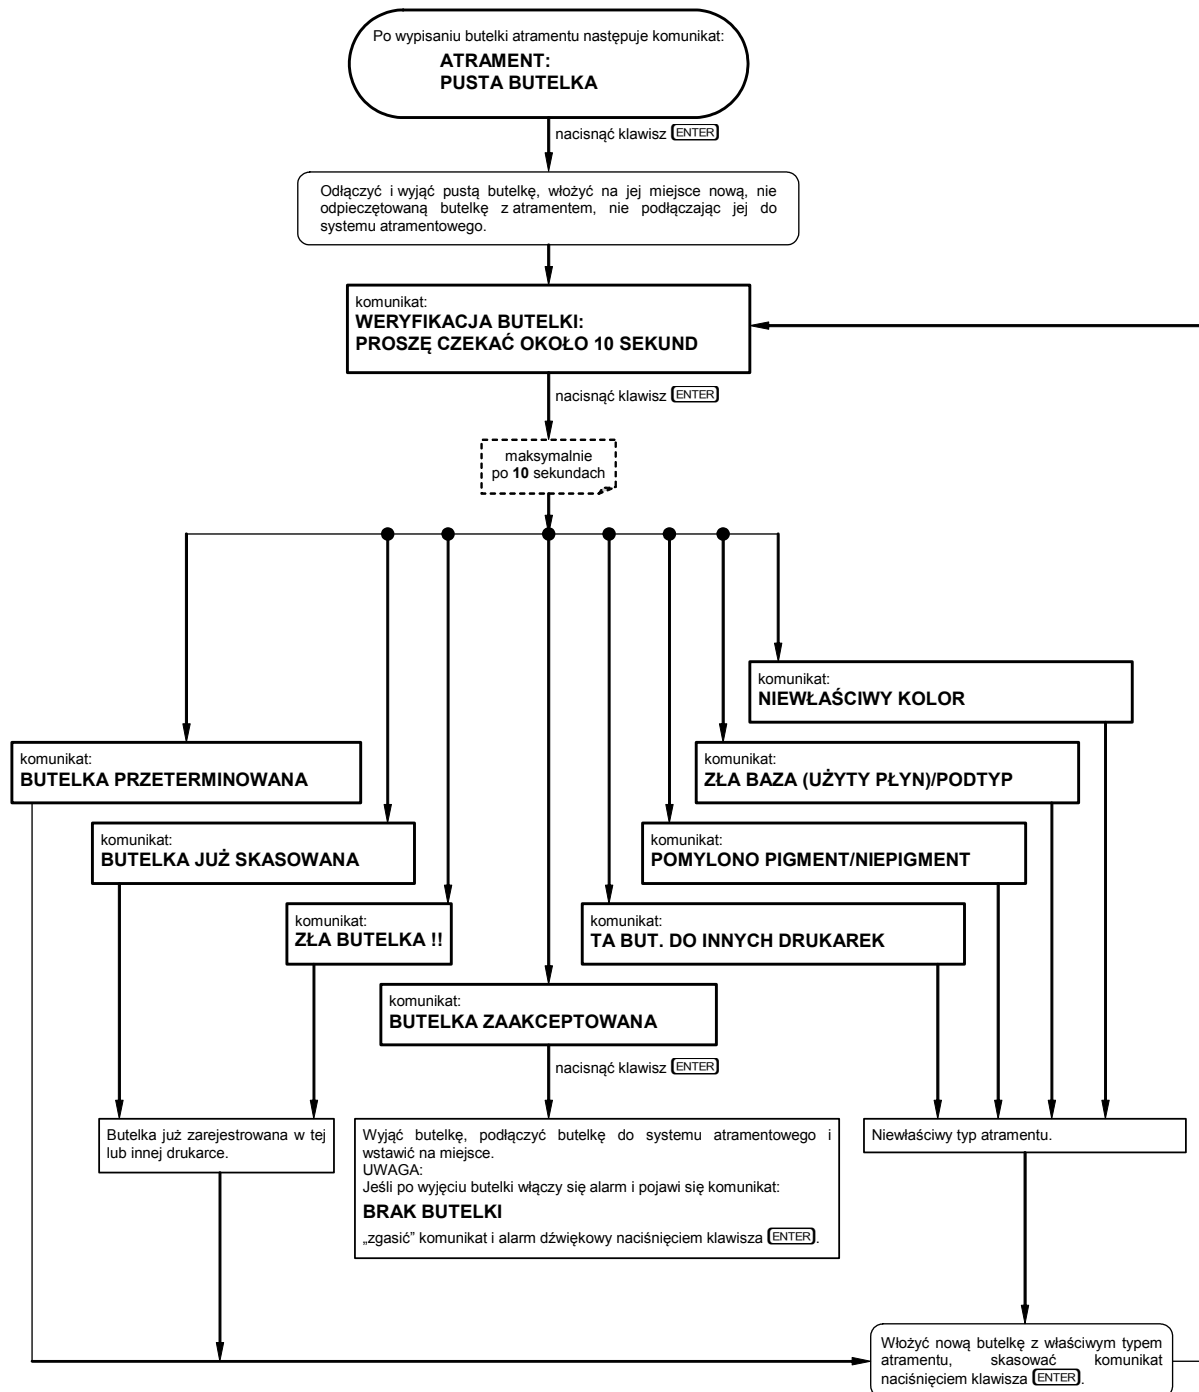 Po wypisaniu butelki atramentu następuje komunikat:
ATRAMENT:
PUSTA BUTELKA
nacisnąć klawisz ENTER
Odłączyć i wyjąć pustą butelkę, włożyć na jej miejsce nową, nie
odpieczętowaną butelkę z atramentem, nie podłączając jej do
systemu atramentowego.
komunikat:
WERYFIKACJA BUTELKI:
PROSZĘ CZEKAĆ OKOŁO 10 SEKUND
nacisnąć klawisz ENTER
maksymalnie
po 10 sekundach
komunikat:
NIEWŁAŚCIWY KOLOR
komunikat:
BUTELKA PRZETERMINOWANA
komunikat:
ZŁA BAZA (UŻYTY PŁYN)/PODTYP
komunikat:
BUTELKA JUŻ SKASOWANA
komunikat:
POMYLONO PIGMENT/NIEPIGMENT
komunikat:
ZŁA BUTELKA !!
komunikat:
TA BUT. DO INNYCH DRUKAREK
komunikat:
BUTELKA ZAAKCEPTOWANA
nacisnąć klawisz ENTER
Butelka już zarejestrowana w tej
lub innej drukarce.
Wyjąć butelkę, podłączyć butelkę do systemu atramentowego i
wstawić na miejsce.
UWAGA:
Jeśli po wyjęciu butelki włączy się alarm i pojawi się komunikat:
BRAK BUTELKI
„zgasić” komunikat i alarm dźwiękowy naciśnięciem klawisza ENTER.
Niewłaściwy typ atramentu.
Włożyć nową butelkę z właściwym typem
atramentu, skasować komunikat
naciśnięciem klawisza ENTER.